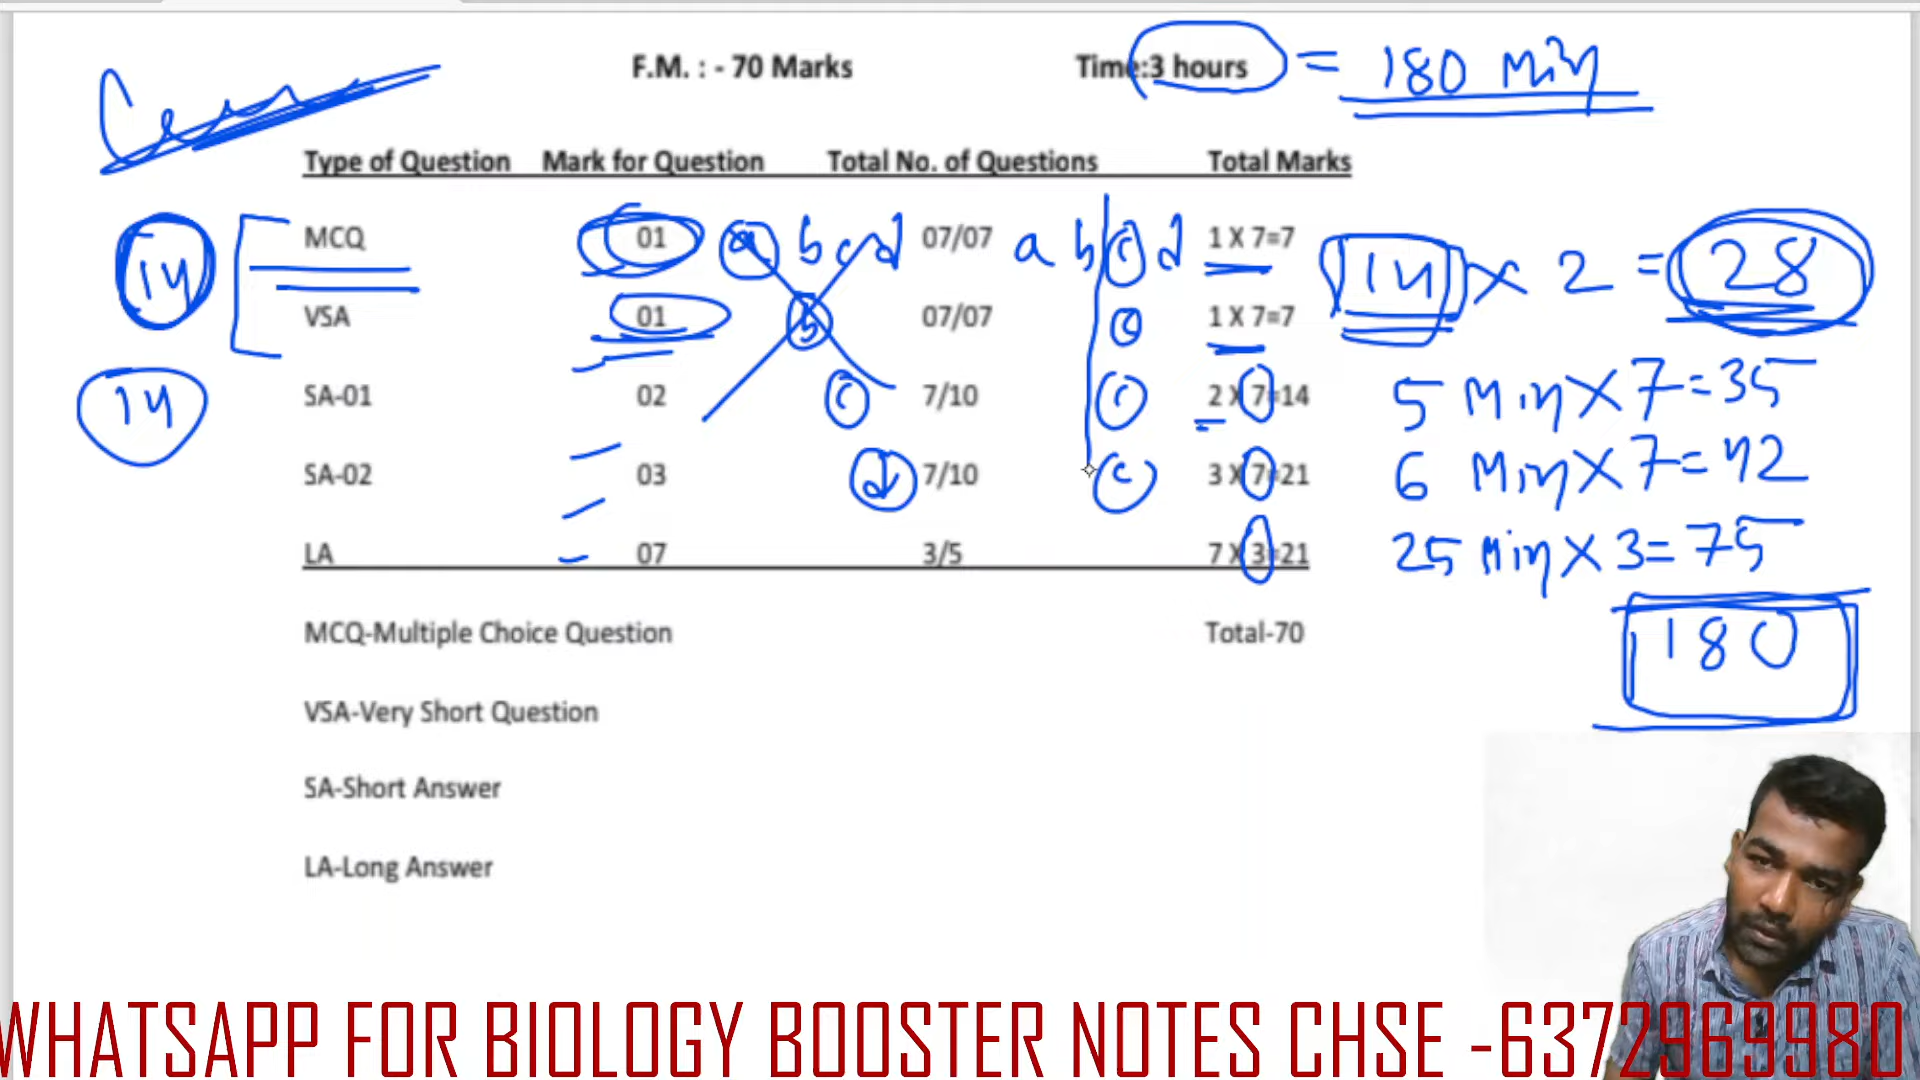 F.M. : - 70 Marks Time:3 hours = 180 Min
Type of Question Mark for Question Total No. of Questions Total Marks
14 MCQ 01 a b c d 07/07 a b c d 1 X 7=7 14 x 2 = 28
VSA 01 b 07/07 c 1 X 7=7
14 SA-01 02 c 7/10 c 2 X 7=14 5 Min X 7=35
SA-02 03 d 7/10 c 3 X 7=21 6 Min X 7=42
LA 07 3/5 7 X 3=21 25 Min X 3=75
MCQ-Multiple Choice Question Total-70 180
VSA-Very Short Question
SA-Short Answer
LA-Long Answer
WHATSAPP FOR BIOLOGY BOOSTER NOTES CHSE -6372969980